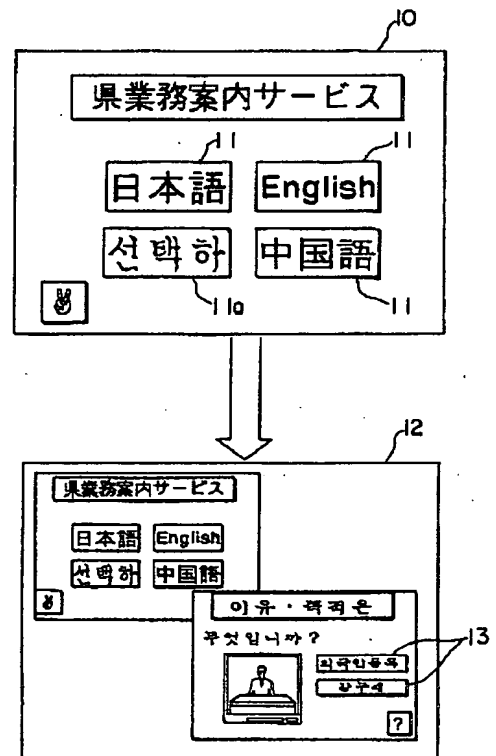 10
県業務案内サービス
11 11
日本語 English
선택하 中国語
11a 11
12
県業務案内サービス
日本語 English
선택하 中国語
이유·목적은
무엇입니까?
13
?